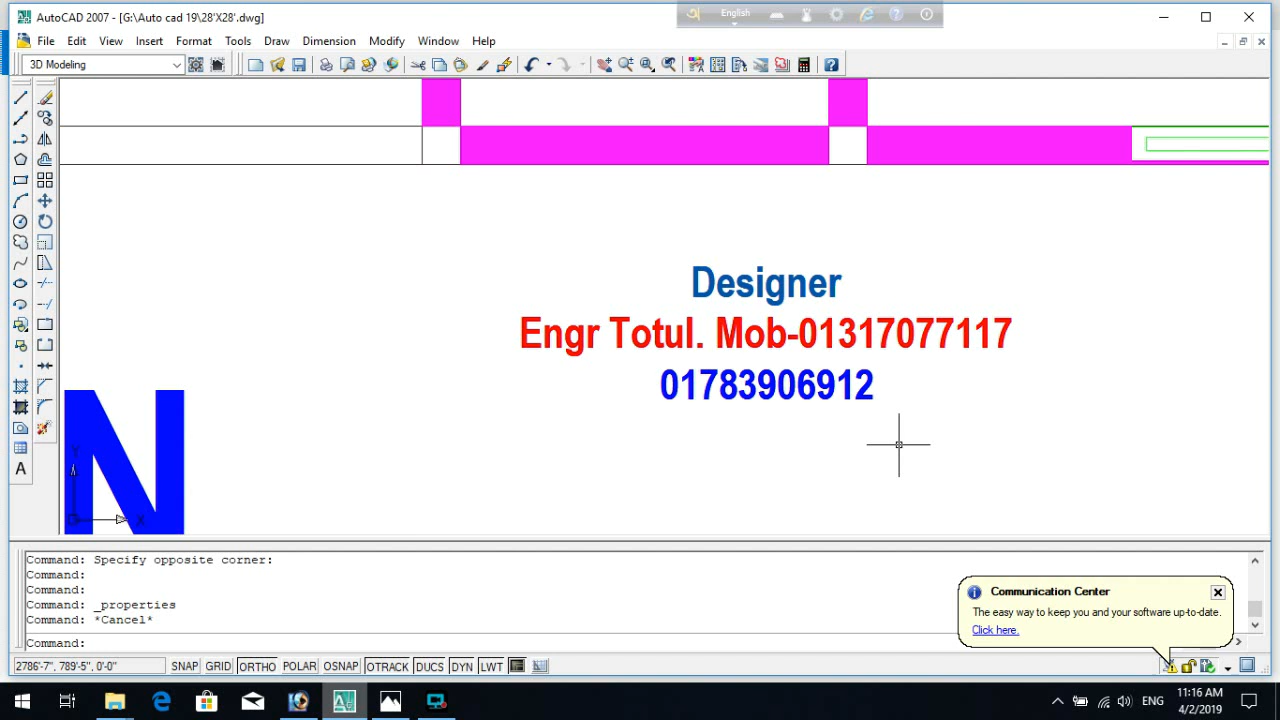 AutoCAD 2007 - [G:\Auto cad 19\28'X28'.dwg]
English
File Edit View Insert Format Tools Draw Dimension Modify Window Help
3D Modeling
Designer
Engr Totul. Mob-01317077117
01783906912
N
Y
X
Command: Specify opposite corner:
Command:
Command:
Command: _properties
Command: *Cancel*
Command:
Communication Center
The easy way to keep you and your software up-to-date.
Click here.
2786'-7", 789'-5", 0'-0" SNAP GRID ORTHO POLAR OSNAP OTRACK DUCS DYN LWT
ENG
11:16 AM
4/2/2019